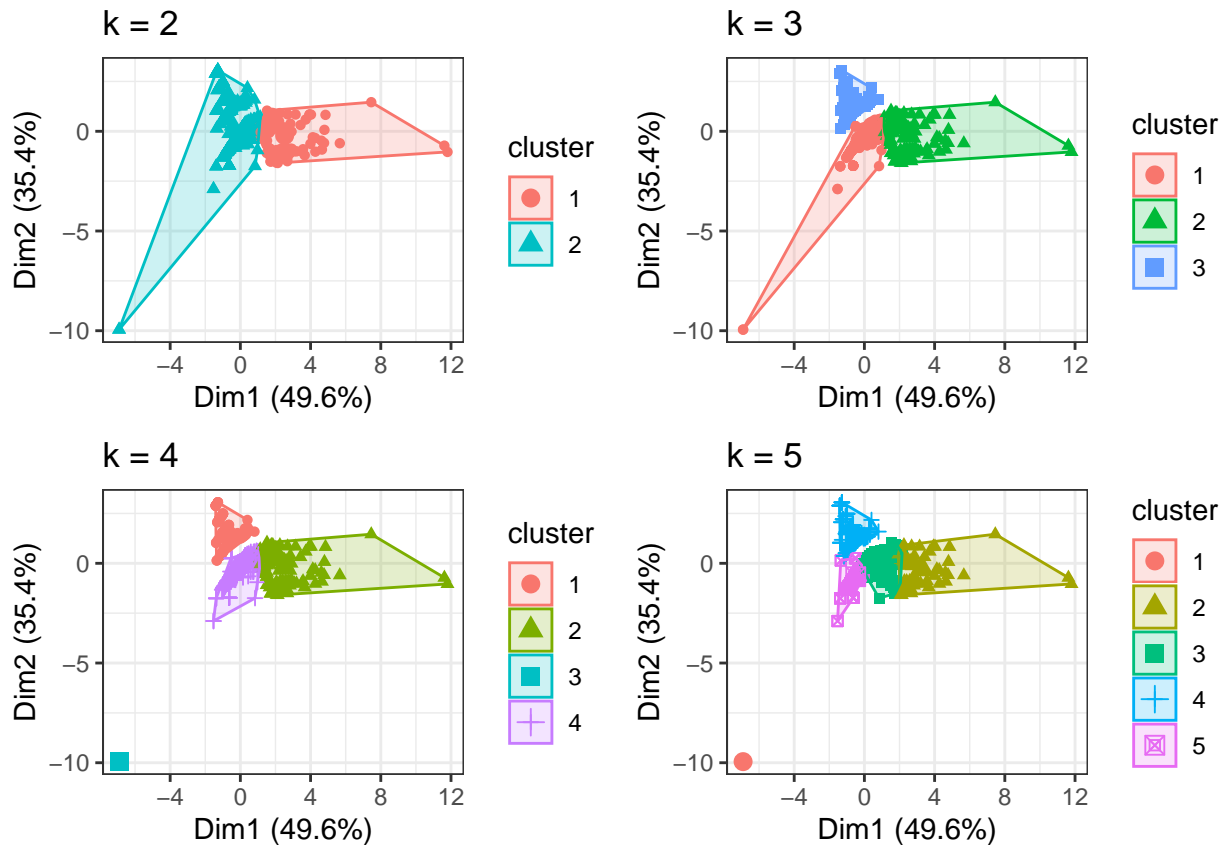 k = 2
0
−5
−10
−4 0 4 8 12
Dim1 (49.6%)
Dim2 (35.4%)
cluster
1
2
k = 3
0
−5
−10
−4 0 4 8 12
Dim1 (49.6%)
Dim2 (35.4%)
cluster
1
2
3
k = 4
0
−5
−10
−4 0 4 8 12
Dim1 (49.6%)
Dim2 (35.4%)
cluster
1
2
3
4
k = 5
0
−5
−10
−4 0 4 8 12
Dim1 (49.6%)
Dim2 (35.4%)
cluster
1
2
3
4
5